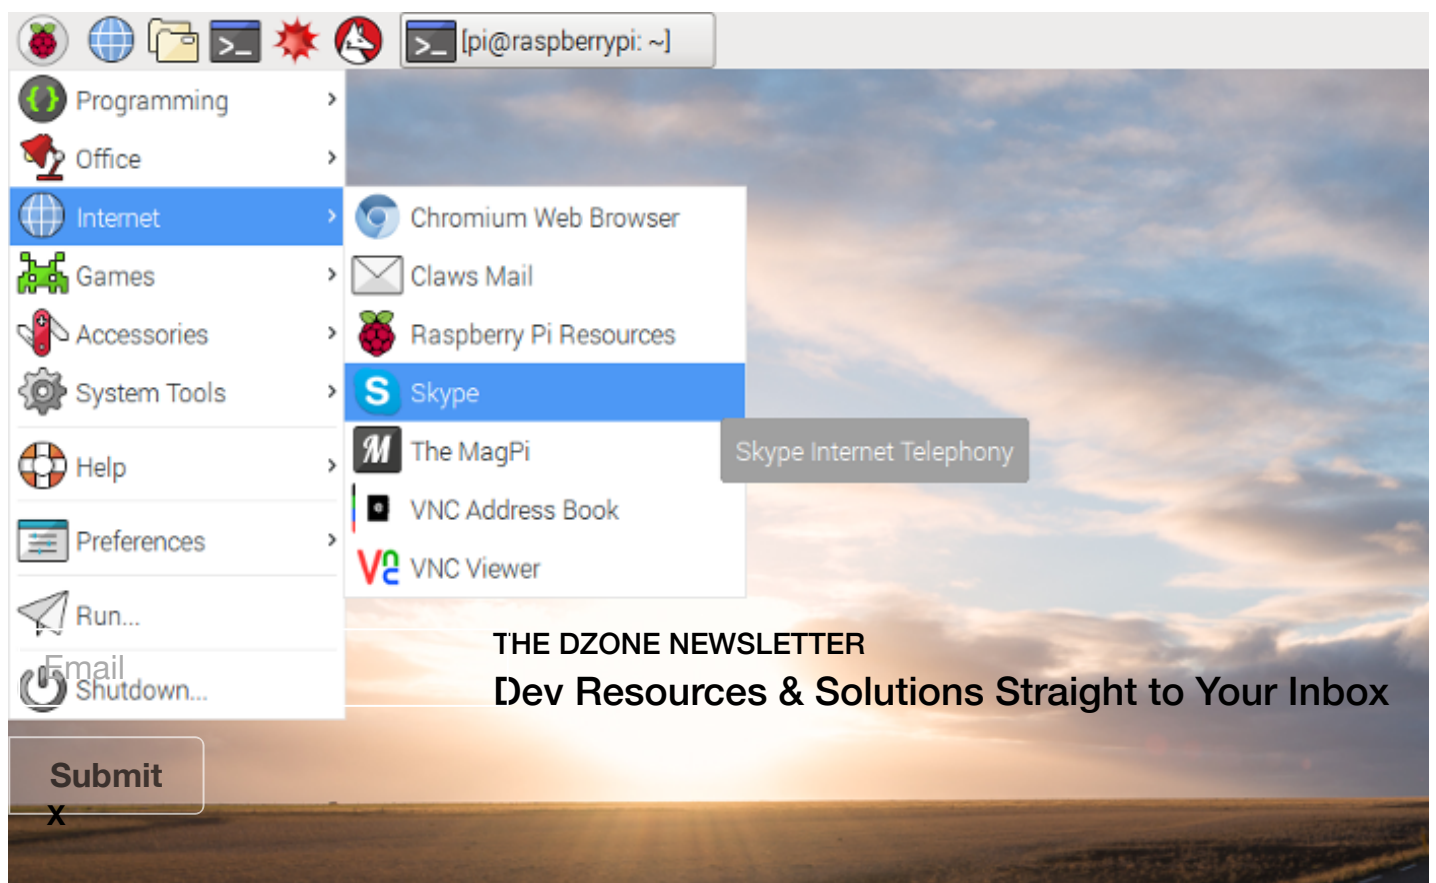 [pi@raspberrypi: ~]
Programming
Office
Internet
Games
Accessories
System Tools
Help
Preferences
Run...
Shutdown...
Chromium Web Browser
Claws Mail
Raspberry Pi Resources
Skype
The MagPi
VNC Address Book
VNC Viewer
Skype Internet Telephony
THE DZONE NEWSLETTER
Dev Resources & Solutions Straight to Your Inbox
Email
Submit
x